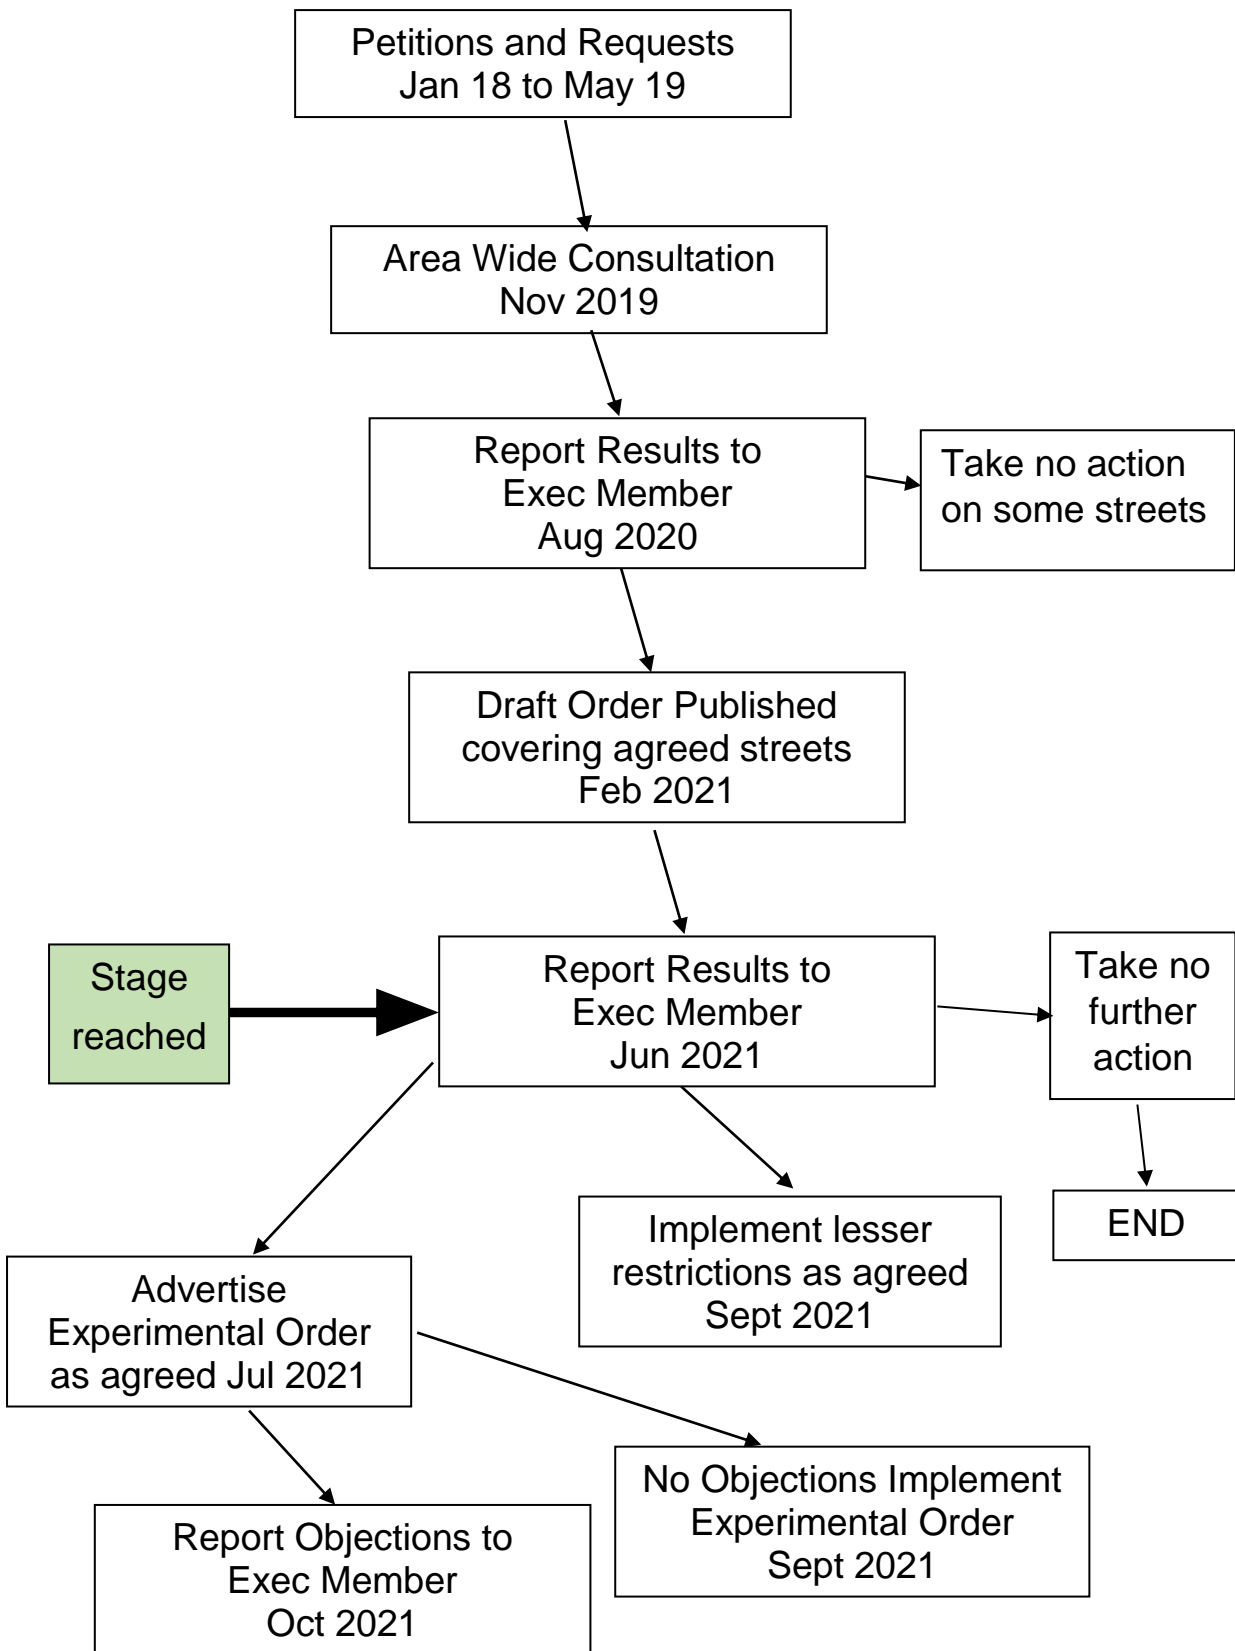 Petitions and Requests
Jan 18 to May 19
Area Wide Consultation
Nov 2019
Report Results to
Exec Member
Aug 2020
Take no action
on some streets
Draft Order Published
covering agreed streets
Feb 2021
Stage
reached
Report Results to
Exec Member
Jun 2021
Take no
further
action
END
Implement lesser
restrictions as agreed
Sept 2021
Advertise
Experimental Order
as agreed Jul 2021
No Objections Implement
Experimental Order
Sept 2021
Report Objections to
Exec Member
Oct 2021